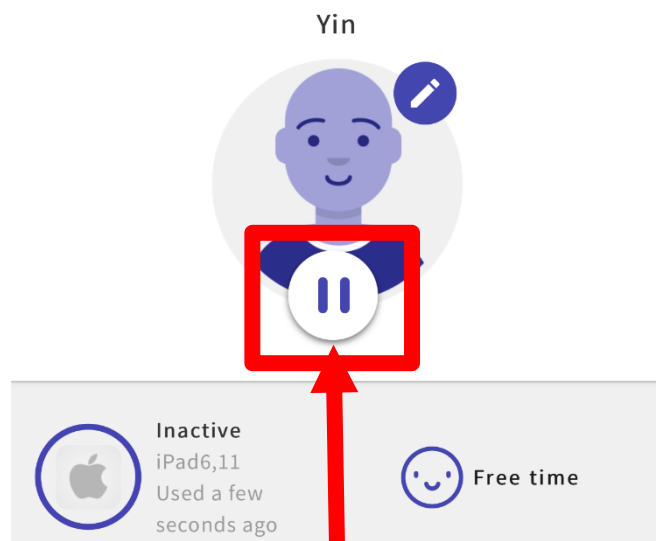 Yin
Inactive
iPad6,11
Used a few
seconds ago
Free time